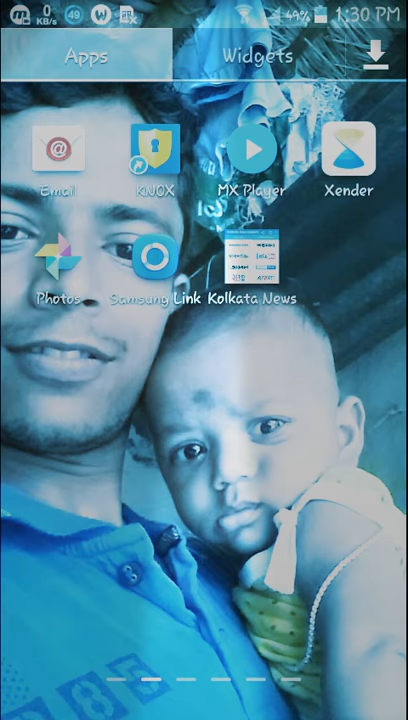 0
KB/s
49
49%
1:30 PM
Apps
Widgets
Email
KNOX
MX Player
Xender
Photos
Samsung Link
Kolkata News
85